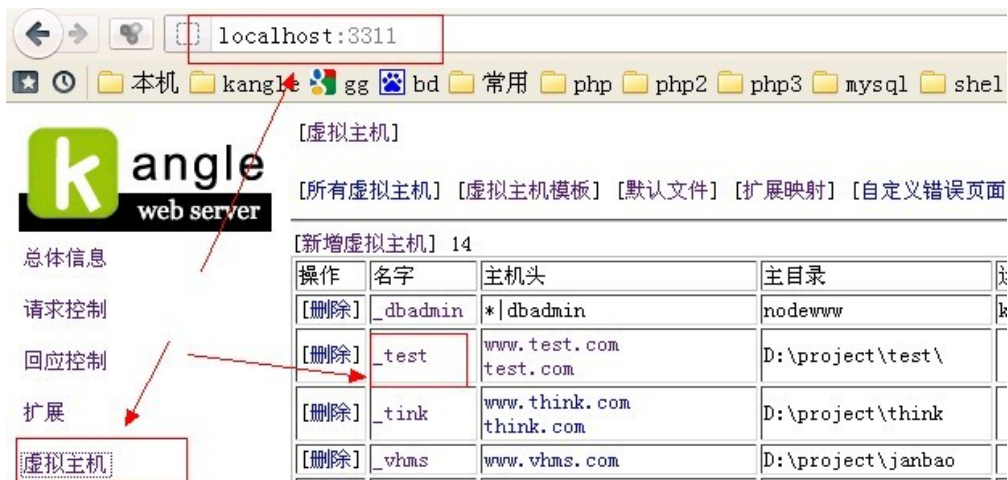 localhost:3311
本机 kangle gg bd 常用 php php2 php3 mysql shel
k angle
web server
总体信息
请求控制
回应控制
扩展
虚拟主机
[虚拟主机]
[所有虚拟主机] [虚拟主机模板] [默认文件] [扩展映射] [自定义错误页面
[新增虚拟主机] 14
操作 名字 主机头 主目录
[删除] _dbadmin *|dbadmin nodewww k
[删除] _test www.test.com
test.com D:\project\test\
[删除] _tink www.think.com
think.com D:\project\think
[删除] _vhms www.vhms.com D:\project\janbao